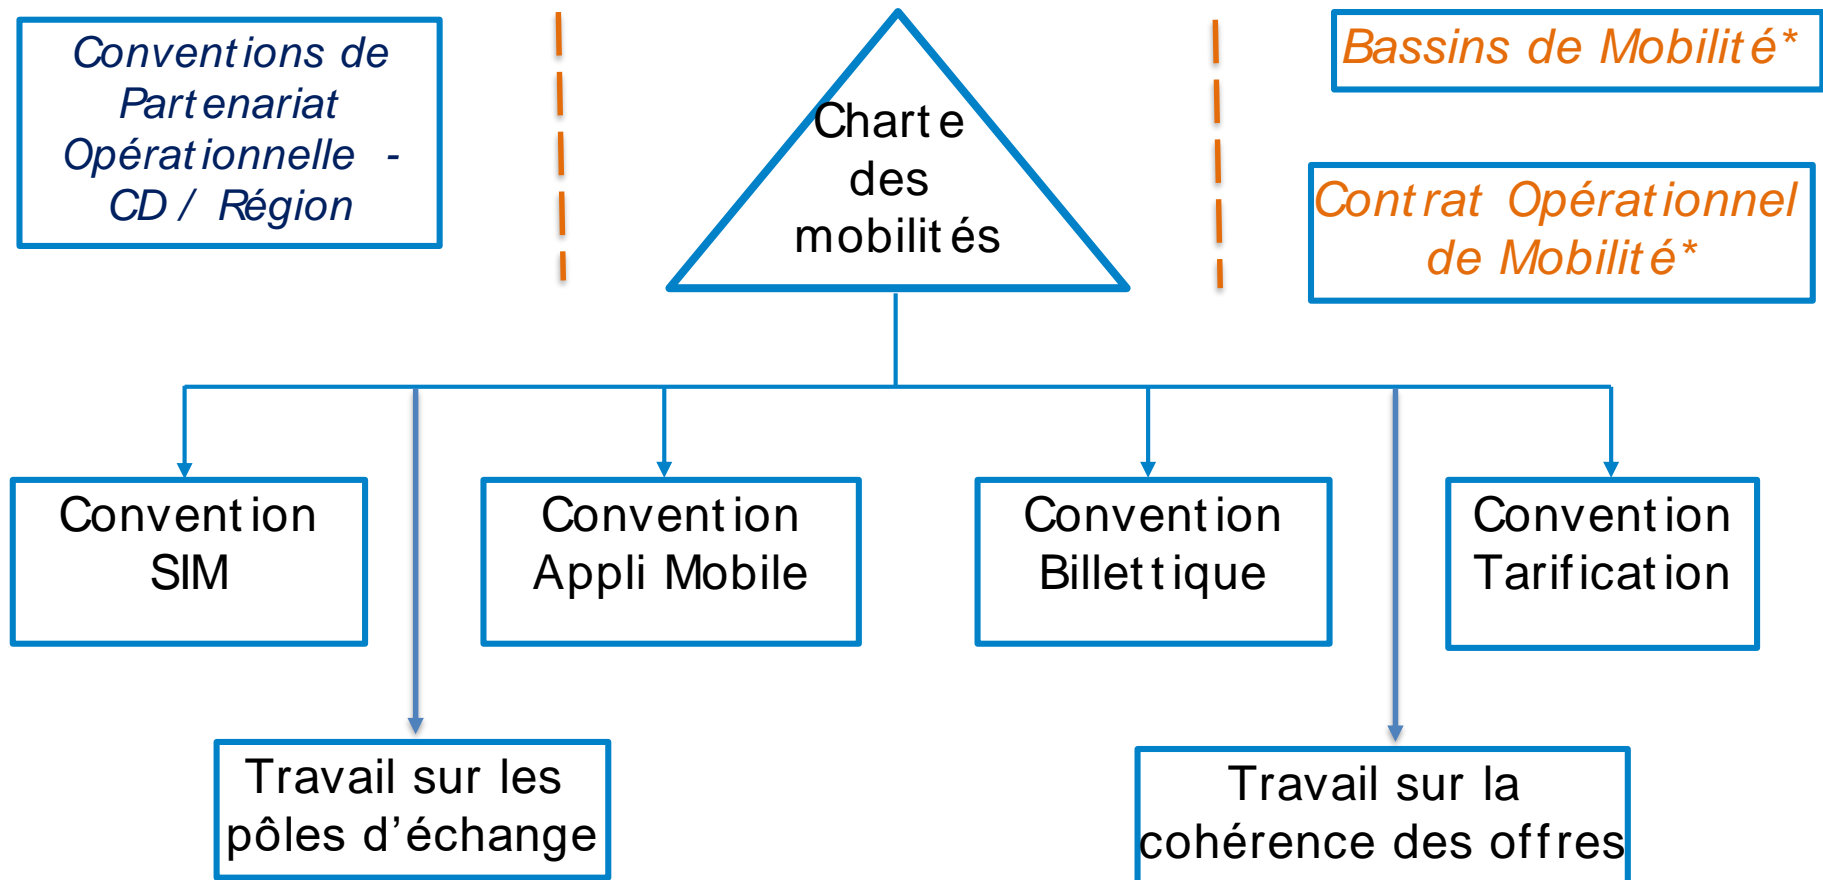 Conventions de
Partenariat
Opérationnelle -
CD / Région
Charte
des
mobilités
Bassins de Mobilité*
Contrat Opérationnel
de Mobilité*
Convention
SIM
Convention
Appli Mobile
Convention
Billettique
Convention
Tarification
Travail sur les
pôles d’échange
Travail sur la
cohérence des offres